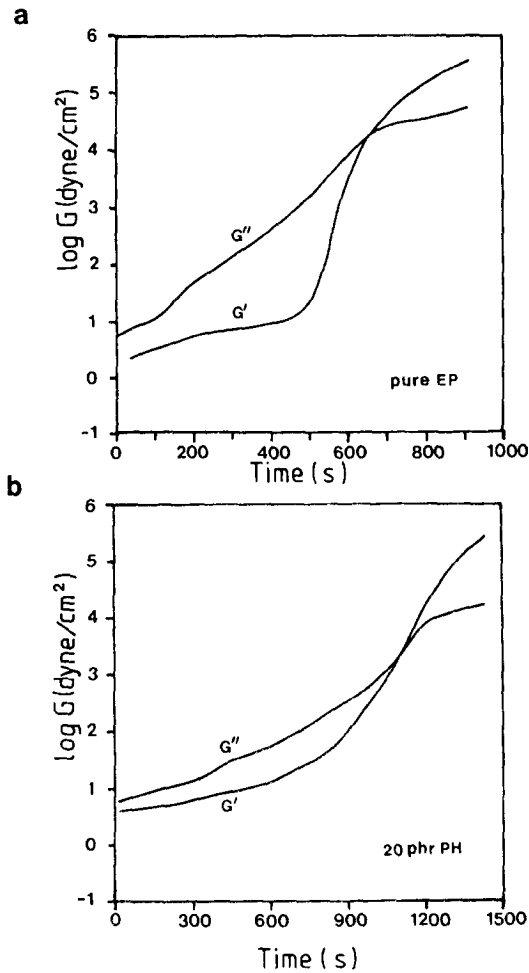 a
log G (dyne/cm²)
6
5
4
3
2
1
0
-1
G″
G′
pure EP
0 200 400 600 800 1000
Time (s)
b
log G (dyne/cm²)
6
5
4
3
2
1
0
-1
G″
G′
20 phr PH
0 300 600 900 1200 1500
Time (s)